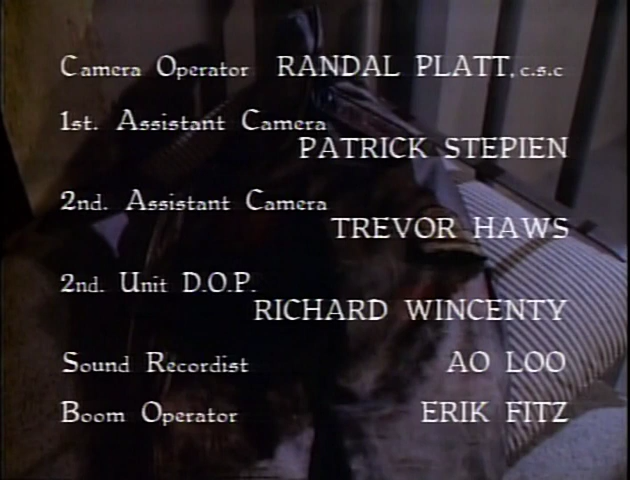 Camera Operator RANDAL PLATT, c.s.c
1st. Assistant Camera
PATRICK STEPIEN
2nd. Assistant Camera
TREVOR HAWS
2nd. Unit D.O.P.
RICHARD WINCENTY
Sound Recordist AO LOO
Boom Operator ERIK FITZ